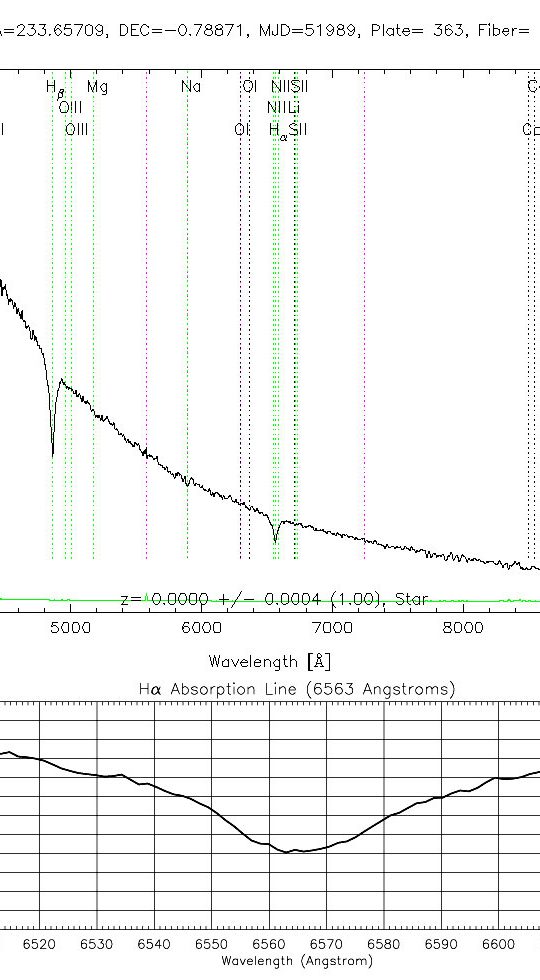 =233.65709, DEC=-0.78871, MJD=51989, Plate= 363, Fiber=
Hβ Mg Na OI NII SII
OIII NII Li
OIII OI Hα SII
z= 0.0000 +/- 0.0004 (1.00), Star
5000 6000 7000 8000
Wavelength [Å]
Hα Absorption Line (6563 Angstroms)
6520 6530 6540 6550 6560 6570 6580 6590 6600
Wavelength (Angstrom)